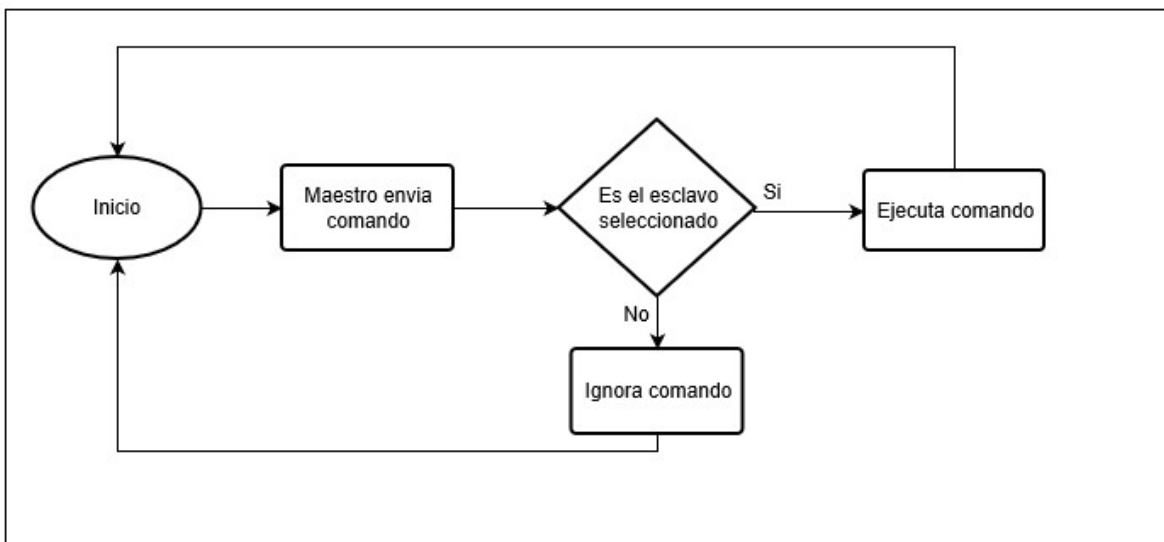 Inicio
Maestro envia
comando
Es el esclavo
seleccionado
Si
Ejecuta comando
No
Ignora comando